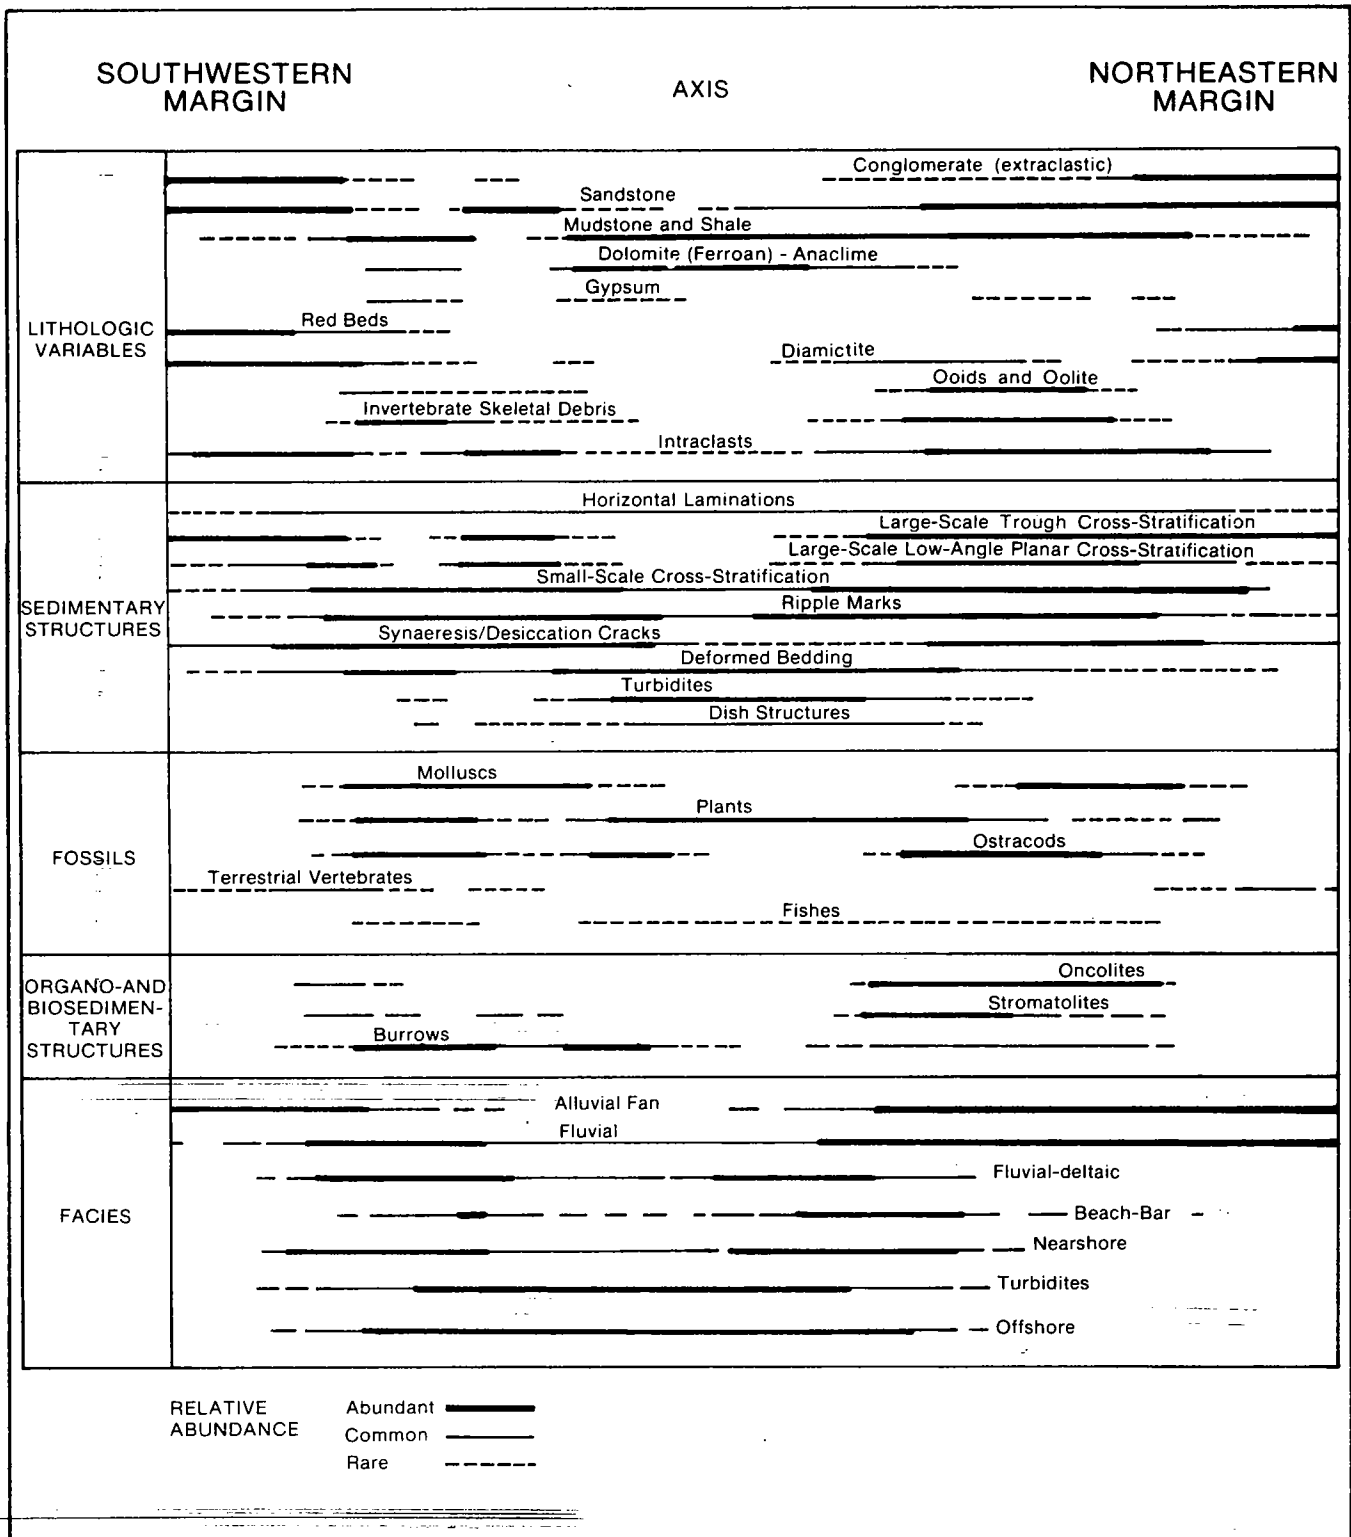 SOUTHWESTERN
MARGIN
AXIS
NORTHEASTERN
MARGIN
LITHOLOGIC
VARIABLES
Conglomerate (extraclastic)
Sandstone
Mudstone and Shale
Dolomite (Ferroan) - Anaclime
Gypsum
Red Beds
Diamictite
Ooids and Oolite
Invertebrate Skeletal Debris
Intraclasts
SEDIMENTARY
STRUCTURES
Horizontal Laminations
Large-Scale Trough Cross-Stratification
Large-Scale Low-Angle Planar Cross-Stratification
Small-Scale Cross-Stratification
Ripple Marks
Synaeresis/Desiccation Cracks
Deformed Bedding
Turbidites
Dish Structures
FOSSILS
Molluscs
Plants
Ostracods
Terrestrial Vertebrates
Fishes
ORGANO-AND
BIOSEDIMEN-
TARY
STRUCTURES
Oncolites
Stromatolites
Burrows
FACIES
Alluvial Fan
Fluvial
Fluvial-deltaic
Beach-Bar
Nearshore
Turbidites
Offshore
RELATIVE
ABUNDANCE
Abundant
Common
Rare